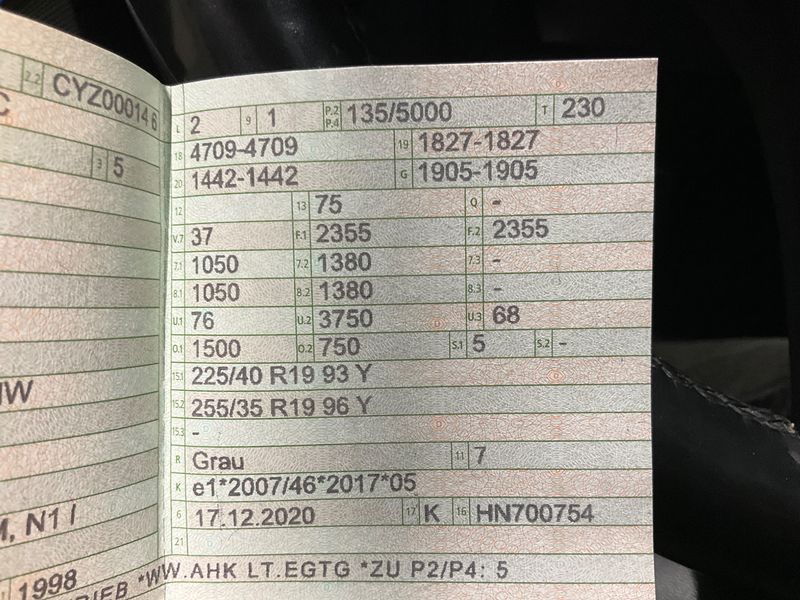 2.2 CYZ000146
C
3 5
JW
M, N1 I
1998
L 2 9 1 P.2 P.4 135/5000 T 230
18 4709-4709 19 1827-1827
20 1442-1442 G 1905-1905
12 13 75 Q -
V.7 37 F.1 2355 F.2 2355
7.1 1050 7.2 1380 7.3 -
8.1 1050 8.2 1380 8.3 -
U.1 76 U.2 3750 U.3 68
O.1 1500 O.2 750 S.1 5 S.2 -
15.1 225/40 R19 93 Y
15.2 255/35 R19 96 Y
15.3 -
R Grau 11 7
K e1*2007/46*2017*05
6 17.12.2020 17 K 16 HN700754
21
RIEB *WW.AHK LT.EGTG *ZU P2/P4: 5